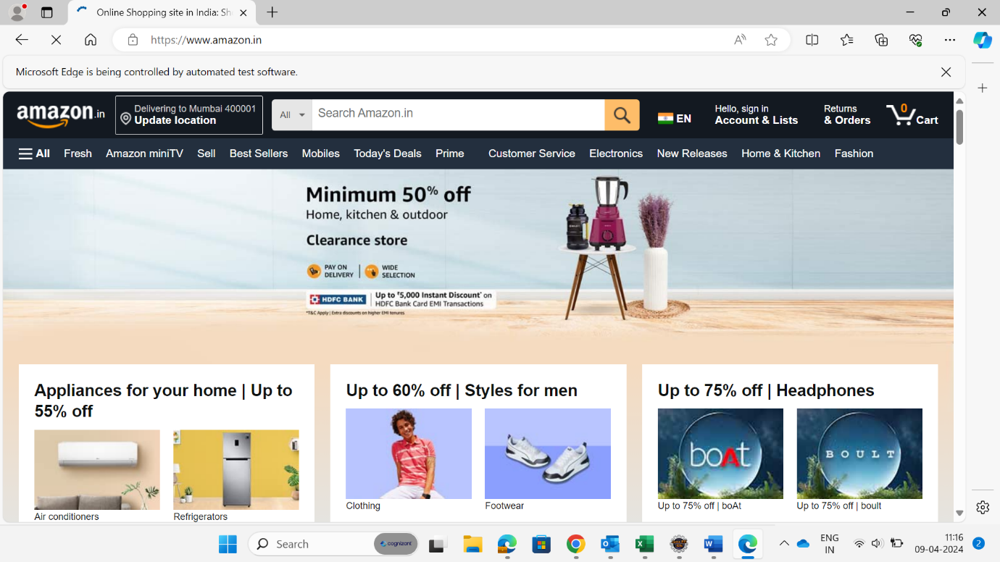 Online Shopping site in India: Sh
https://www.amazon.in
Microsoft Edge is being controlled by automated test software.
amazon.in
Delivering to Mumbai 400001
Update location
All
Search Amazon.in
EN
Hello, sign in
Account & Lists
Returns
& Orders
0
Cart
All Fresh Amazon miniTV Sell Best Sellers Mobiles Today's Deals Prime Customer Service Electronics New Releases Home & Kitchen Fashion
Minimum 50% off
Home, kitchen & outdoor
Clearance store
PAY ON
DELIVERY
WIDE
SELECTION
HDFC BANK
Up to ₹5,000 Instant Discount* on
HDFC Bank Card EMI Transactions
*T&C Apply | Extra discounts on higher EMI tenures
Appliances for your home | Up to
55% off
Air conditioners
Refrigerators
Up to 60% off | Styles for men
Clothing
Footwear
Up to 75% off | Headphones
boAt
BOULT
Up to 75% off | boAt
Up to 75% off | boult
Search
cognizant
ENG
IN
11:16
09-04-2024
2